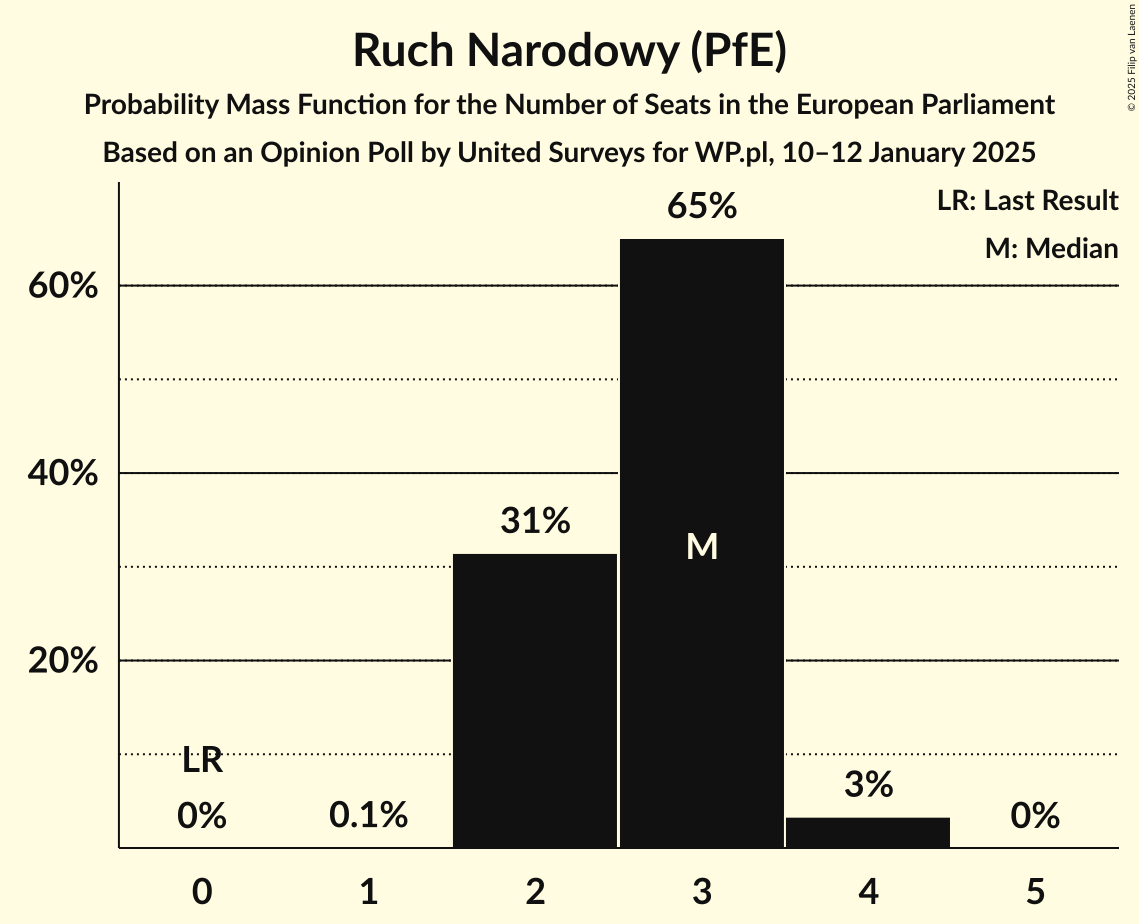 Ruch Narodowy (PfE)
Probability Mass Function for the Number of Seats in the European Parliament
Based on an Opinion Poll by United Surveys for WP.pl, 10–12 January 2025
© 2025 Filip van Laenen
LR: Last Result
M: Median
65%
60%
40%
31%
M
20%
LR
0%
0.1%
3%
0%
0 1 2 3 4 5